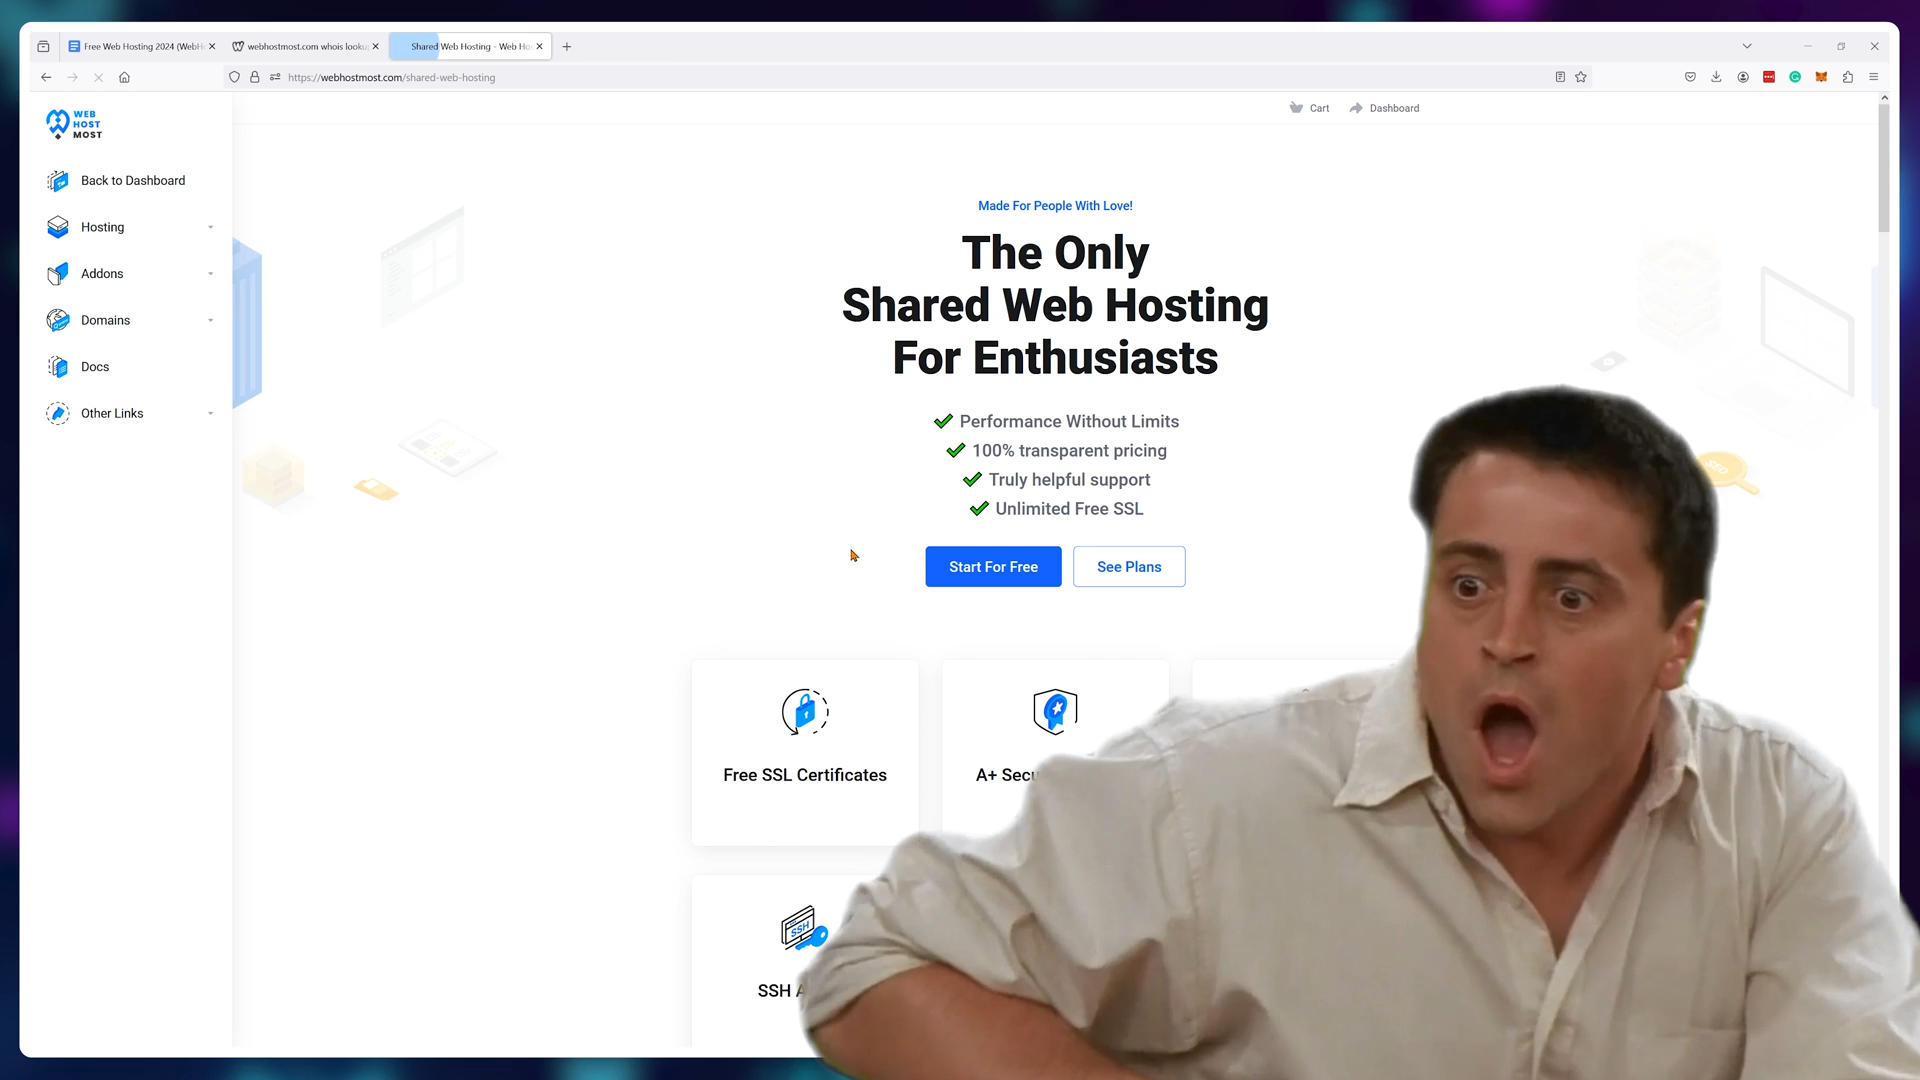 Free Web Hosting 2024 (WebH
webhostmost.com whois looku
Shared Web Hosting - Web Ho
https://webhostmost.com/shared-web-hosting
WEB
HOST
MOST
Cart
Dashboard
Back to Dashboard
Hosting
Addons
Domains
Docs
Other Links
Made For People With Love!
The Only
Shared Web Hosting
For Enthusiasts
Performance Without Limits
100% transparent pricing
Truly helpful support
Unlimited Free SSL
Start For Free
See Plans
SEO
Free SSL Certificates
A+ Secu
SSH
SSH A